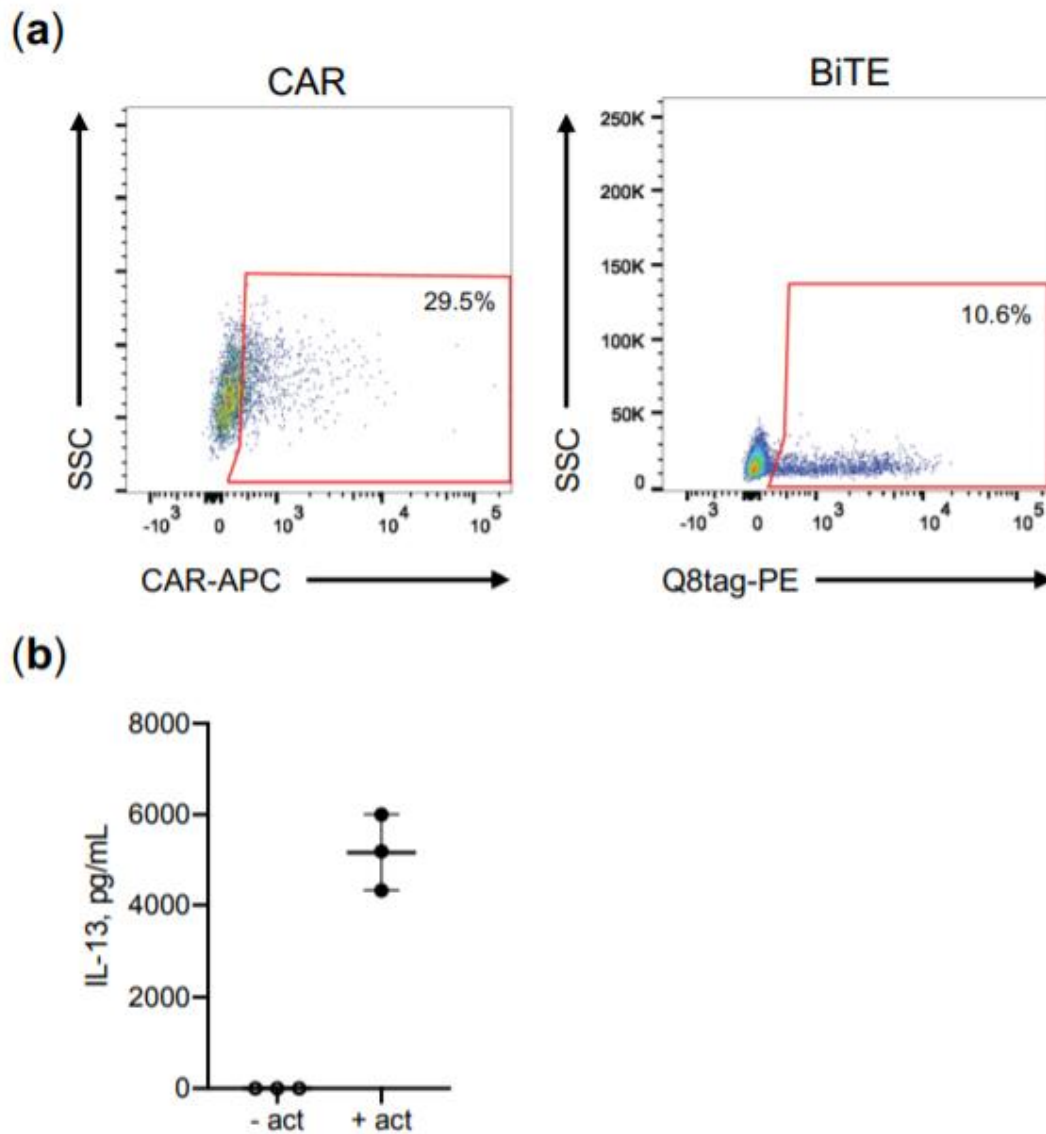 (a)
CAR
BiTE
SSC
29.5%
-10³ 0 10³ 10⁴ 10⁵
CAR-APC
SSC
250K
200K
150K
100K
50K
0
10.6%
-10³ 0 10³ 10⁴ 10⁵
Q8tag-PE
(b)
IL-13, pg/mL
8000
6000
4000
2000
0
- act + act